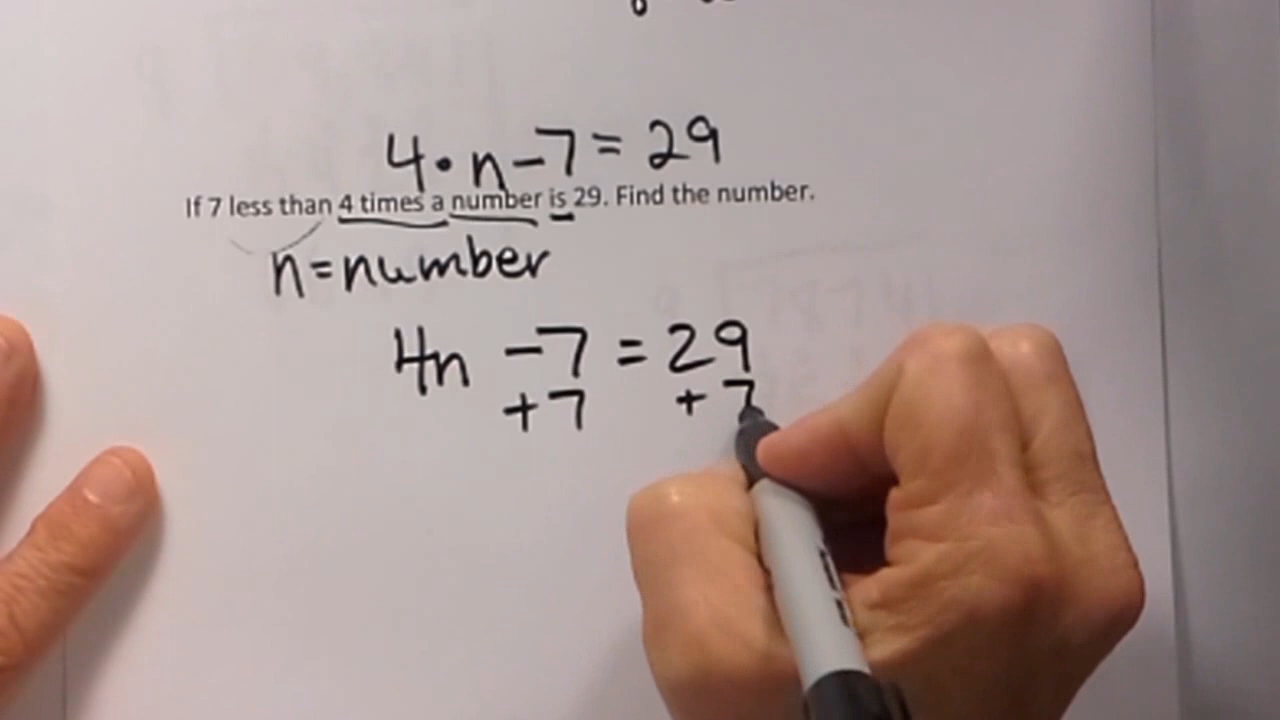 4 • n − 7 = 29
If 7 less than 4 times a number is 29. Find the number.
n = number
4n − 7 = 29
+7 +7